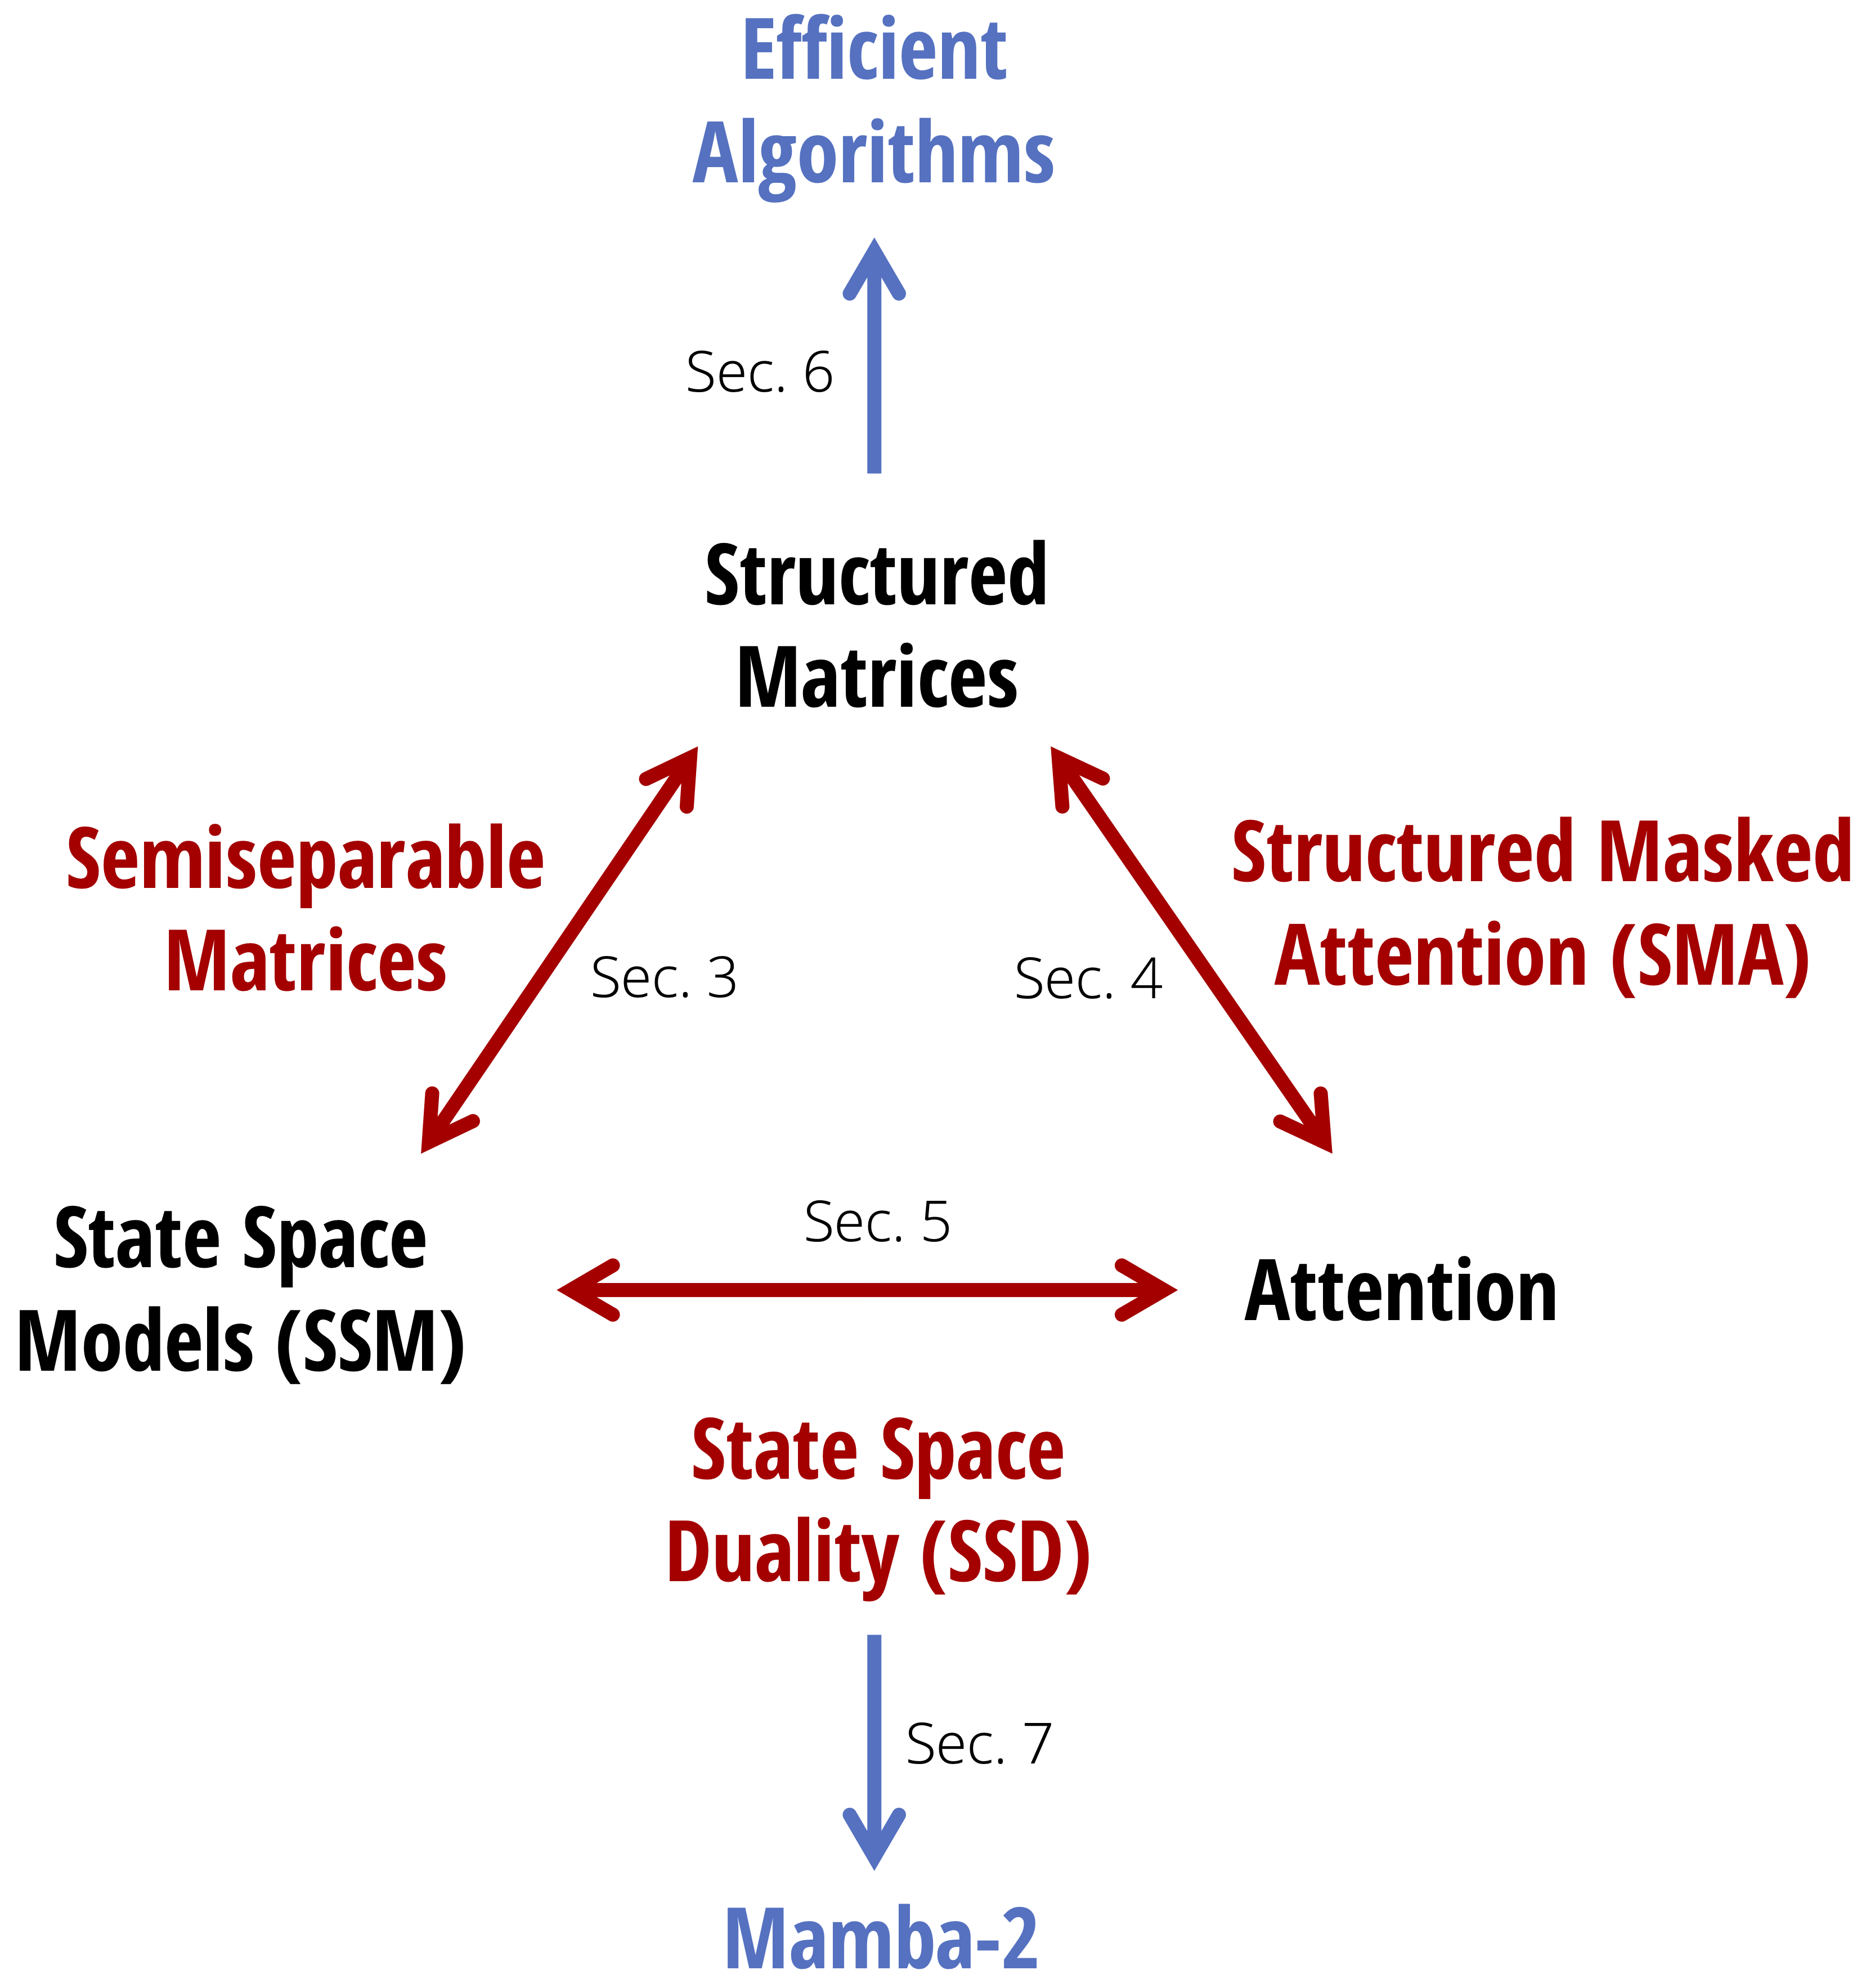 Efficient
Algorithms
Sec. 6
Structured
Matrices
Semiseparable
Matrices
Sec. 3
Sec. 4
Structured Masked
Attention (SMA)
State Space
Models (SSM)
Sec. 5
Attention
State Space
Duality (SSD)
Sec. 7
Mamba-2